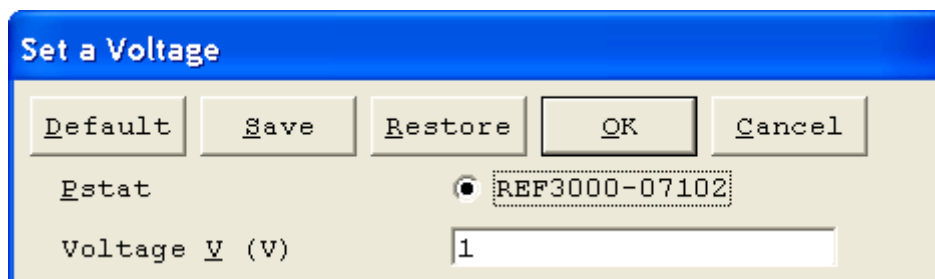 Set a Voltage
Default Save Restore OK Cancel
Pstat REF3000-07102
Voltage V (V) 1